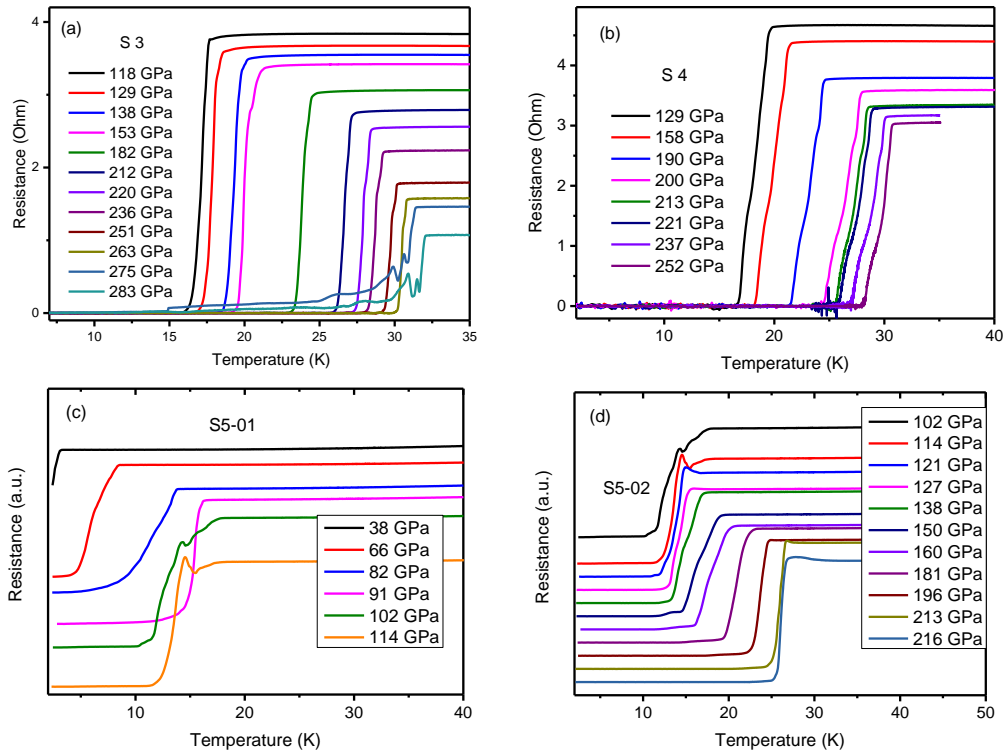 (a)
S 3
118 GPa
129 GPa
138 GPa
153 GPa
182 GPa
212 GPa
220 GPa
236 GPa
251 GPa
263 GPa
275 GPa
283 GPa
Resistance (Ohm)
4
2
0
10 15 20 25 30 35
Temperature (K)
(b)
S 4
129 GPa
158 GPa
190 GPa
200 GPa
213 GPa
221 GPa
237 GPa
252 GPa
Resistance (Ohm)
4
3
2
1
0
10 20 30 40
Temperature (K)
(c)
S5-01
38 GPa
66 GPa
82 GPa
91 GPa
102 GPa
114 GPa
Resistance (a.u.)
10 20 30 40
Temperature (K)
(d)
S5-02
102 GPa
114 GPa
121 GPa
127 GPa
138 GPa
150 GPa
160 GPa
181 GPa
196 GPa
213 GPa
216 GPa
Resistance (a.u.)
10 20 30 40 50
Temperature (K)